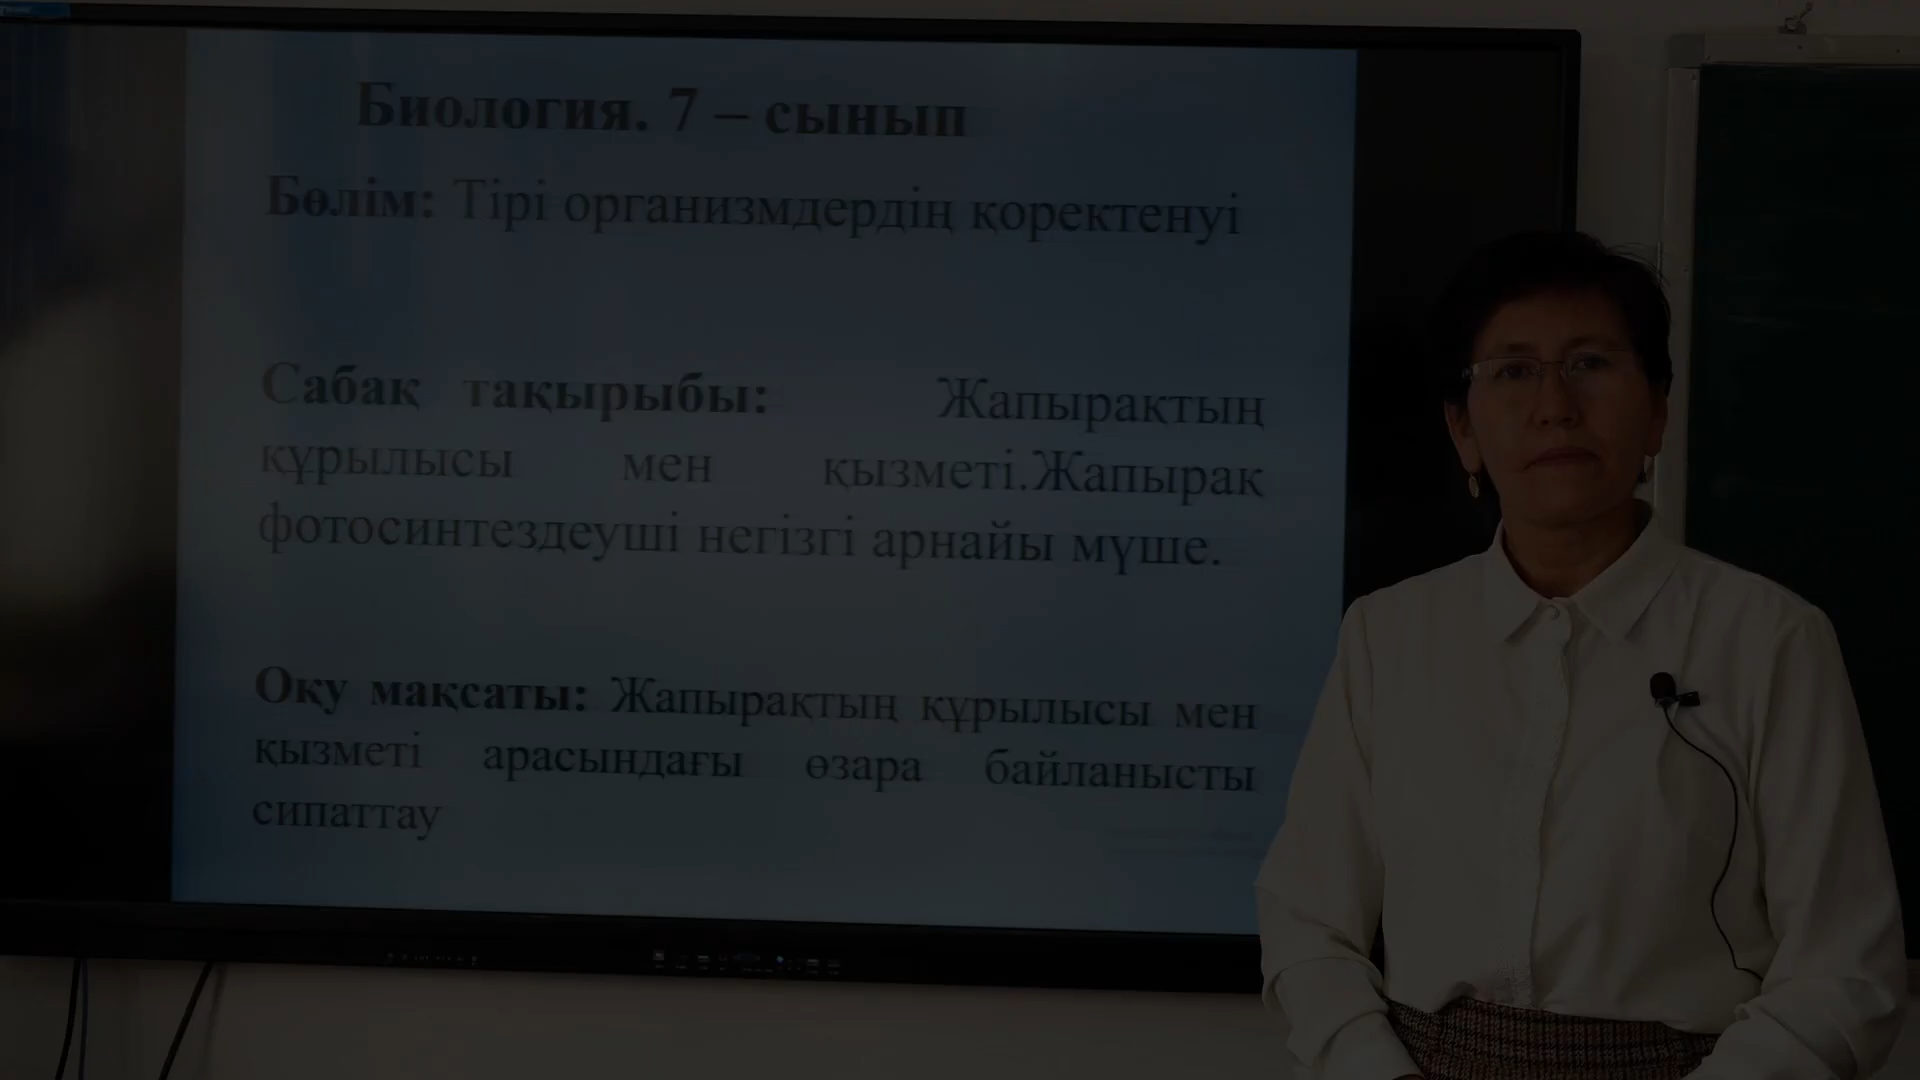 Биология. 7 – сынып
Бөлім: Тірі организмдердің қоректенуі
Сабақ тақырыбы: Жапырақтың
құрылысы мен қызметі.Жапырақ
фотосинтездеуші негізгі арнайы мүше.
Оқу мақсаты: Жапырақтың құрылысы мен
қызметі арасындағы өзара байланысты
сипаттау